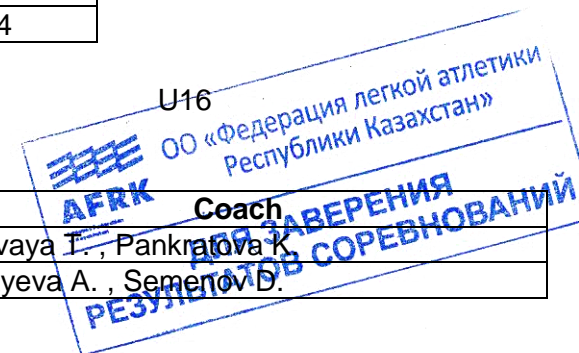 4
U16
ОО «Федерация легкой атлетики
Республики Казахстан»
AFRK
ДЛЯ ЗАВЕРЕНИЯ
РЕЗУЛЬТАТОВ СОРЕВНОВАНИЙ
Coach
vaya T. , Pankratova K.
yeva A. , Semenov D.